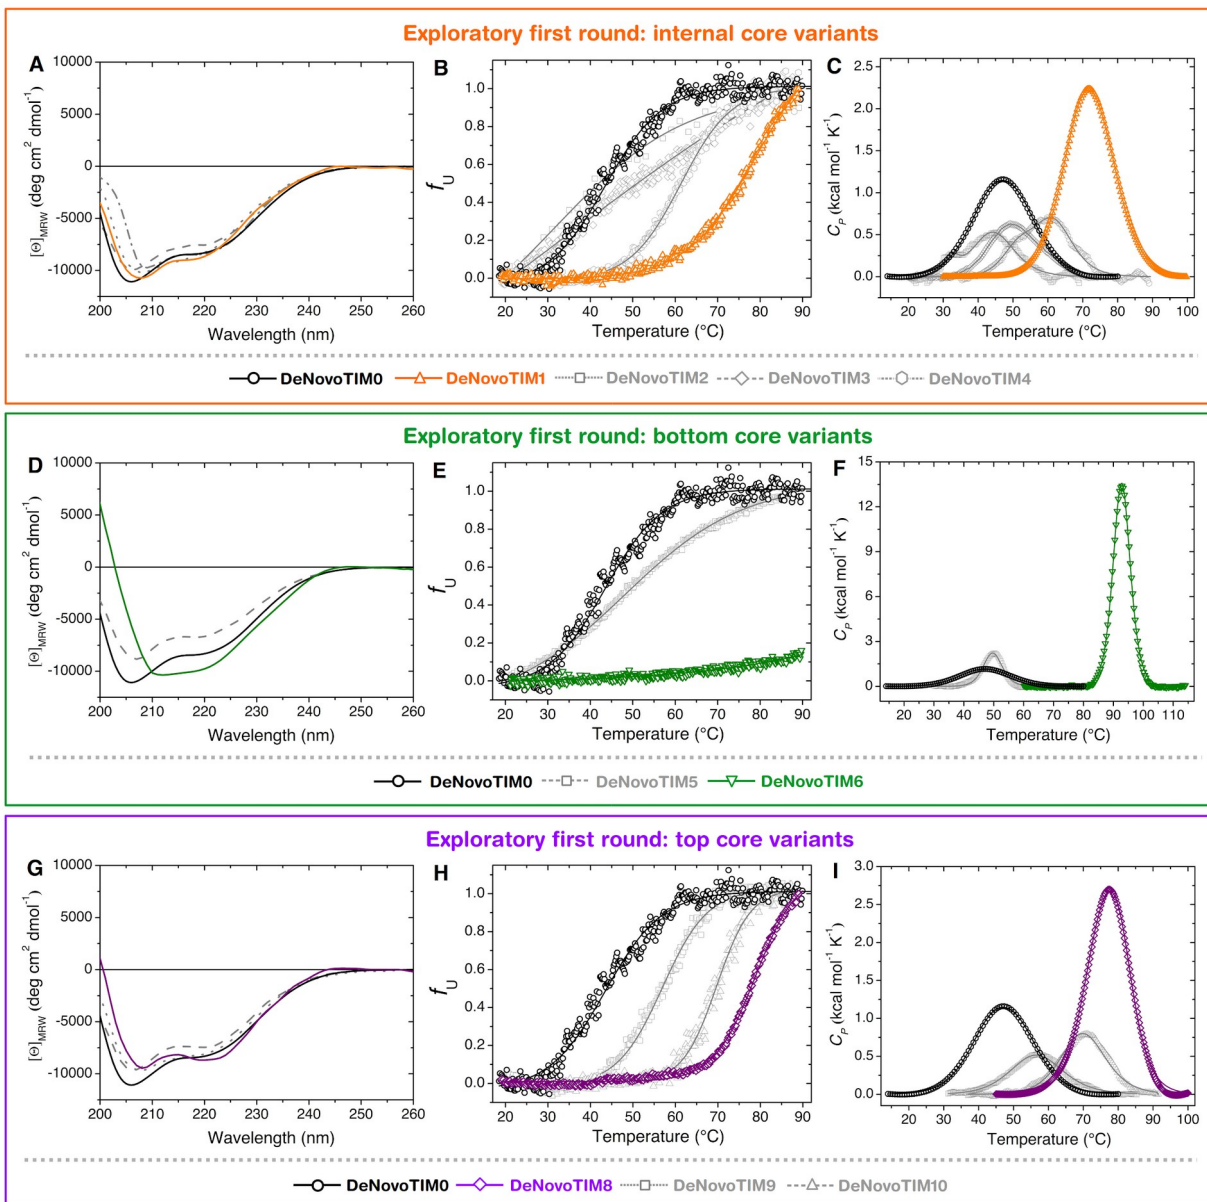 Exploratory first round: internal core variants
A
10000
5000
0
-5000
-10000
[Θ]MRW (deg cm² dmol⁻¹)
200 210 220 230 240 250 260
Wavelength (nm)
B
fU
1.0
0.8
0.6
0.4
0.2
0.0
20 30 40 50 60 70 80 90
Temperature (°C)
C
CP (kcal mol⁻¹ K⁻¹)
2.5
2.0
1.5
1.0
0.5
0.0
20 30 40 50 60 70 80 90 100
Temperature (°C)
DeNovoTIM0 DeNovoTIM1 DeNovoTIM2 DeNovoTIM3 DeNovoTIM4
Exploratory first round: bottom core variants
D
10000
5000
0
-5000
-10000
[Θ]MRW (deg cm² dmol⁻¹)
200 210 220 230 240 250 260
Wavelength (nm)
E
fU
1.0
0.8
0.6
0.4
0.2
0.0
20 30 40 50 60 70 80 90
Temperature (°C)
F
CP (kcal mol⁻¹ K⁻¹)
15
12
9
6
3
0
20 30 40 50 60 70 80 90 100 110
Temperature (°C)
DeNovoTIM0 DeNovoTIM5 DeNovoTIM6
Exploratory first round: top core variants
G
10000
5000
0
-5000
-10000
[Θ]MRW (deg cm² dmol⁻¹)
200 210 220 230 240 250 260
Wavelength (nm)
H
fU
1.0
0.8
0.6
0.4
0.2
0.0
20 30 40 50 60 70 80 90
Temperature (°C)
I
CP (kcal mol⁻¹ K⁻¹)
3.0
2.5
2.0
1.5
1.0
0.5
0.0
20 30 40 50 60 70 80 90 100
Temperature (°C)
DeNovoTIM0 DeNovoTIM8 DeNovoTIM9 DeNovoTIM10